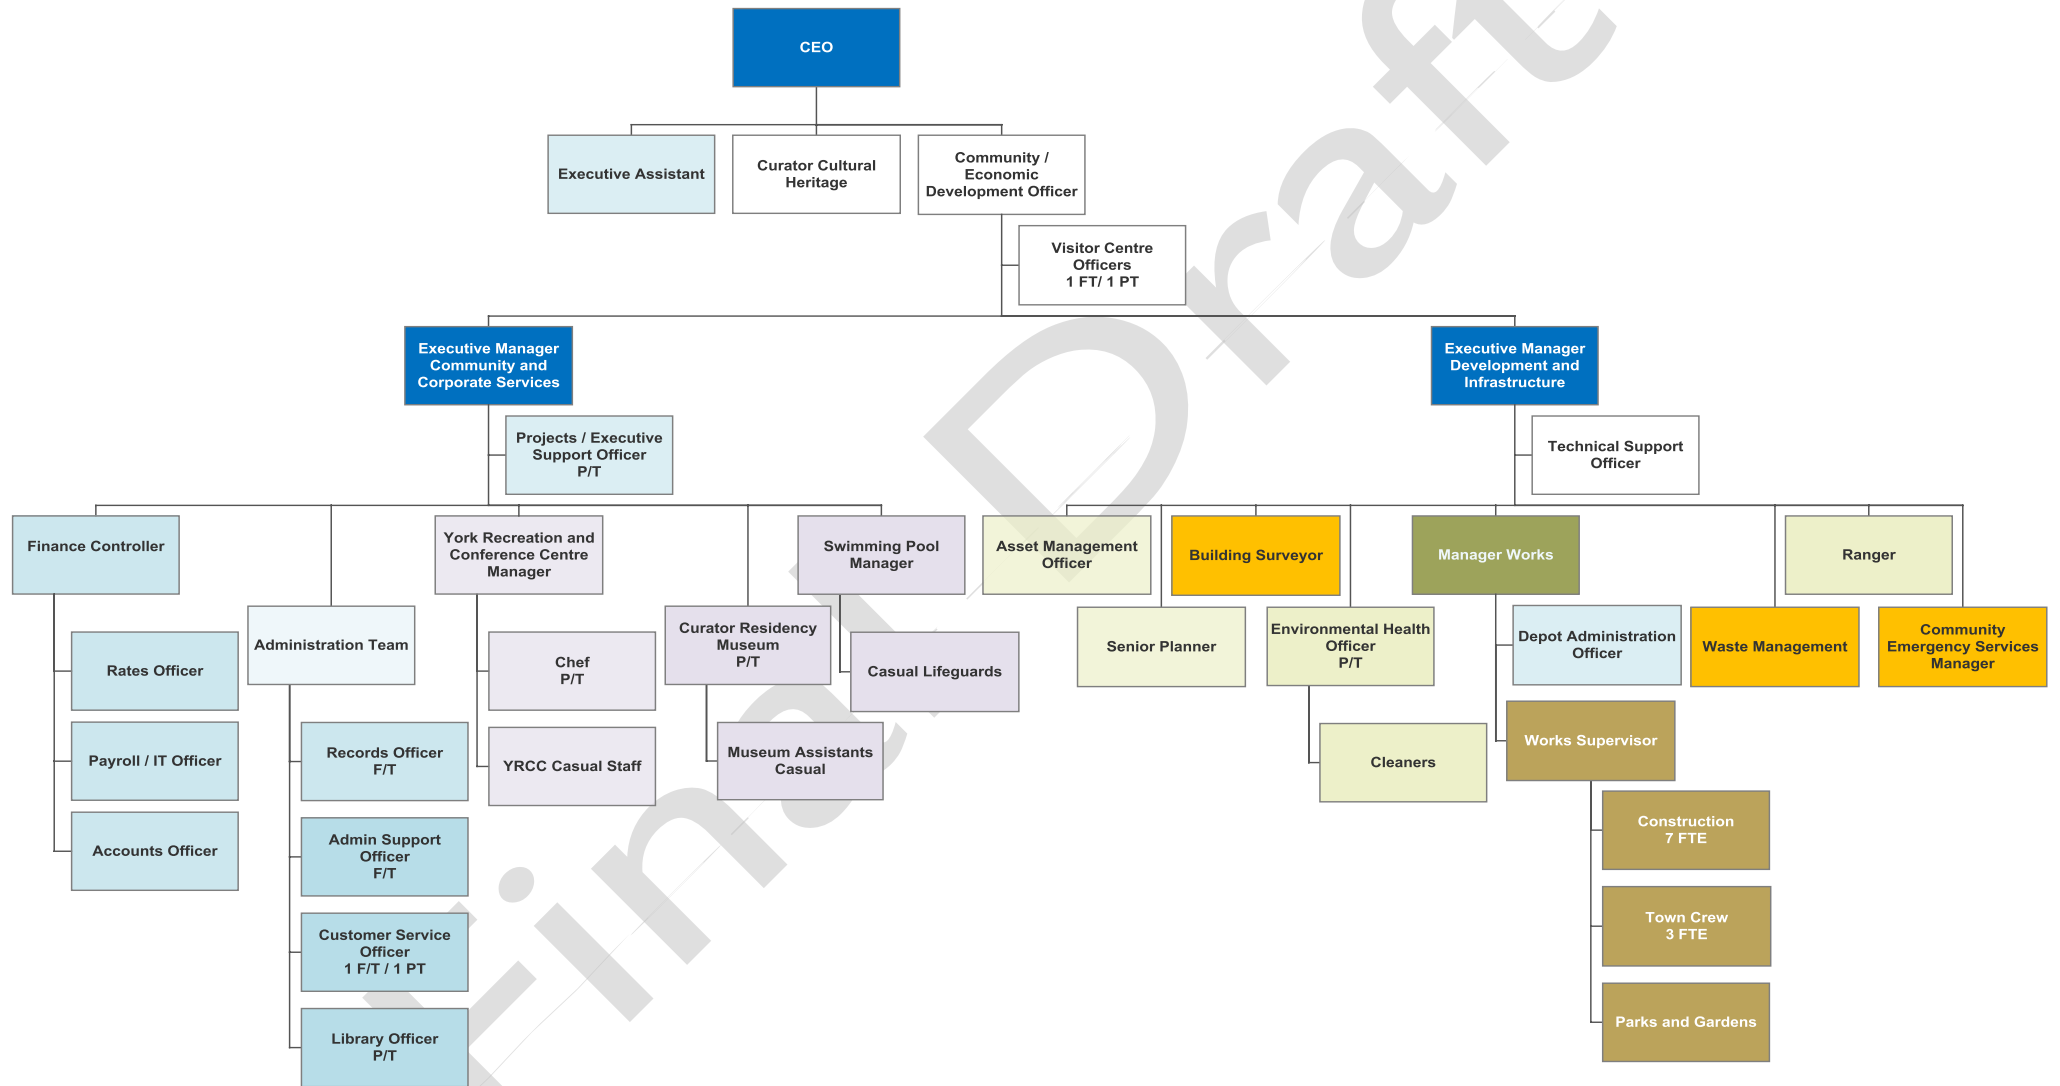 CEO
Executive Assistant
Curator Cultural
Heritage
Community /
Economic
Development Officer
Visitor Centre
Officers
1 FT/ 1 PT
Executive Manager
Community and
Corporate Services
Executive Manager
Development and
Infrastructure
Projects / Executive
Support Officer
P/T
Technical Support
Officer
Finance Controller
York Recreation and
Conference Centre
Manager
Swimming Pool
Manager
Asset Management
Officer
Building Surveyor
Manager Works
Ranger
Administration Team
Curator Residency
Museum
P/T
Senior Planner
Environmental Health
Officer
P/T
Depot Administration
Officer
Waste Management
Community
Emergency Services
Manager
Rates Officer
Chef
P/T
Casual Lifeguards
Payroll / IT Officer
Records Officer
F/T
YRCC Casual Staff
Museum Assistants
Casual
Cleaners
Works Supervisor
Accounts Officer
Admin Support
Officer
F/T
Construction
7 FTE
Customer Service
Officer
1 F/T / 1 PT
Town Crew
3 FTE
Library Officer
P/T
Parks and Gardens
Final Draft